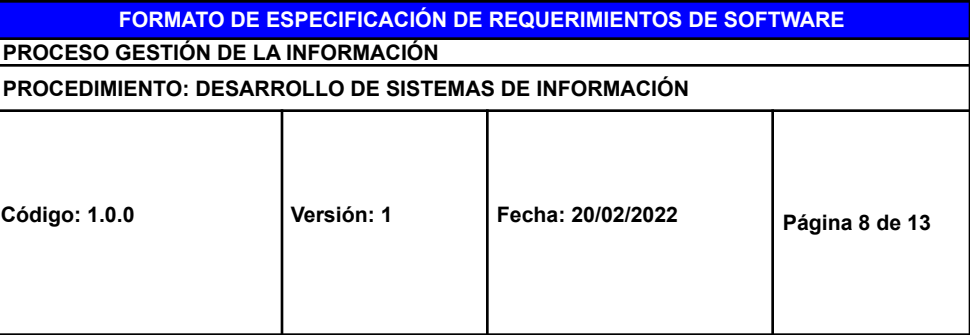 FORMATO DE ESPECIFICACIÓN DE REQUERIMIENTOS DE SOFTWARE
PROCESO GESTIÓN DE LA INFORMACIÓN
PROCEDIMIENTO: DESARROLLO DE SISTEMAS DE INFORMACIÓN
Código: 1.0.0
Versión: 1
Fecha: 20/02/2022
Página 8 de 13